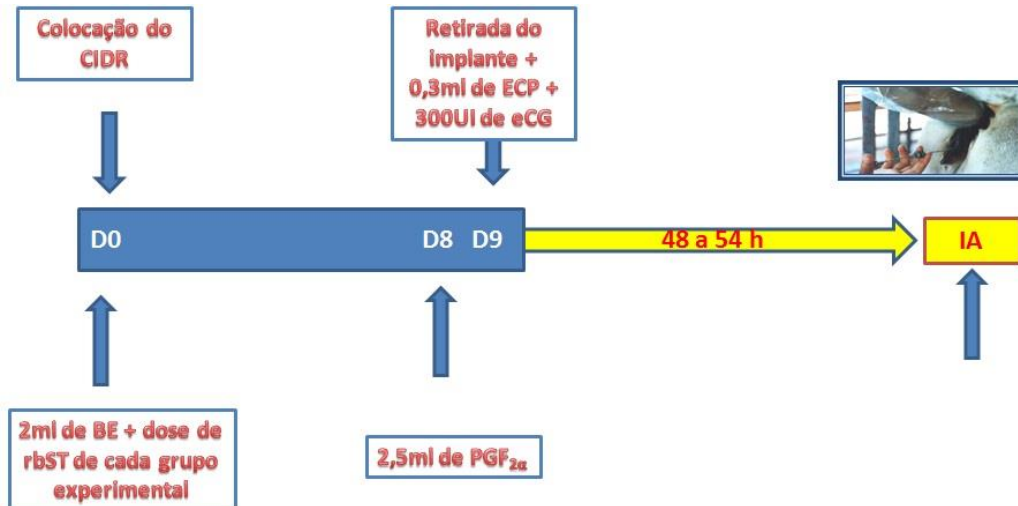 Colocação do
CIDR
Retirada do
implante +
0,3ml de ECP +
300UI de eCG
D0
D8
D9
48 a 54 h
IA
2ml de BE + dose de
rbST de cada grupo
experimental
2,5ml de PGF₂α